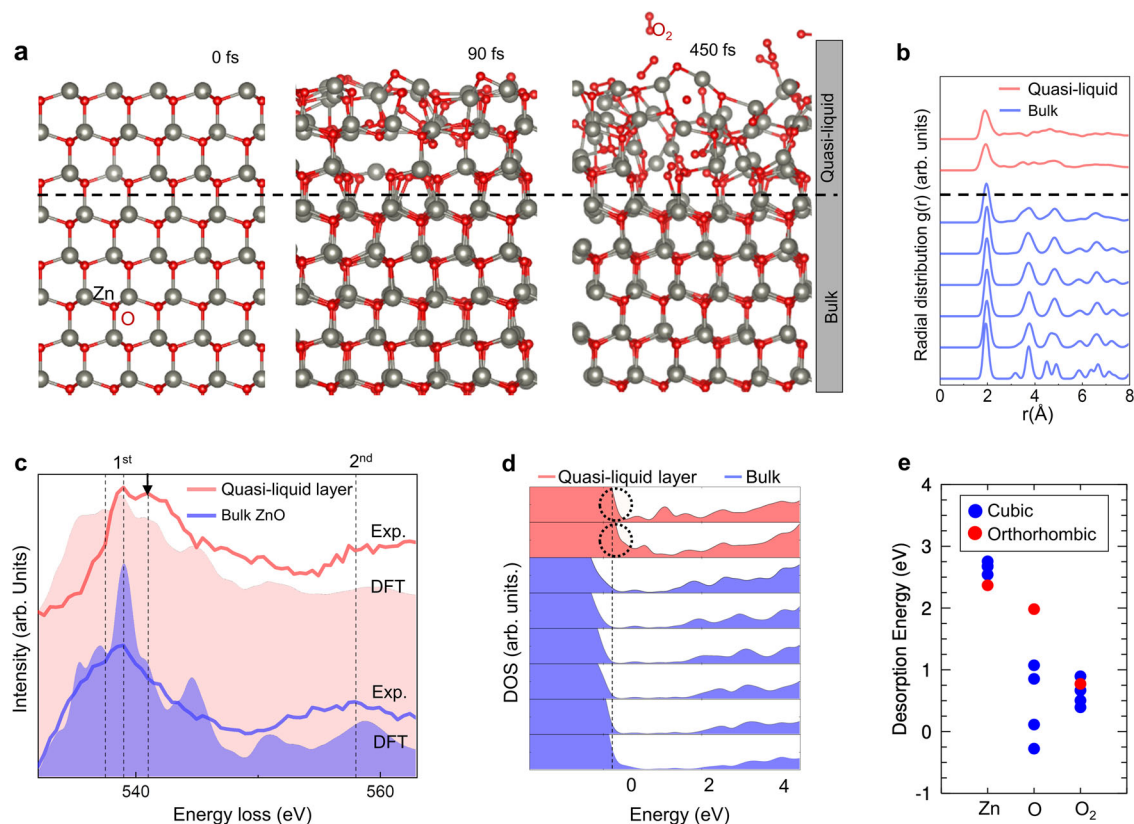 a
0 fs
90 fs
450 fs
O2
Quasi-liquid
Bulk
Zn
O
b
Radial distribution g(r) (arb. units)
Quasi-liquid
Bulk
0 2 4 6 8
r(Å)
c
1st
2nd
Quasi-liquid layer
Bulk ZnO
Exp.
DFT
Exp.
DFT
Intensity (arb. Units)
540 560
Energy loss (eV)
d
Quasi-liquid layer
Bulk
DOS (arb. units.)
0 2 4
Energy (eV)
e
Cubic
Orthorhombic
Desorption Energy (eV)
4
3
2
1
0
-1
Zn O O2